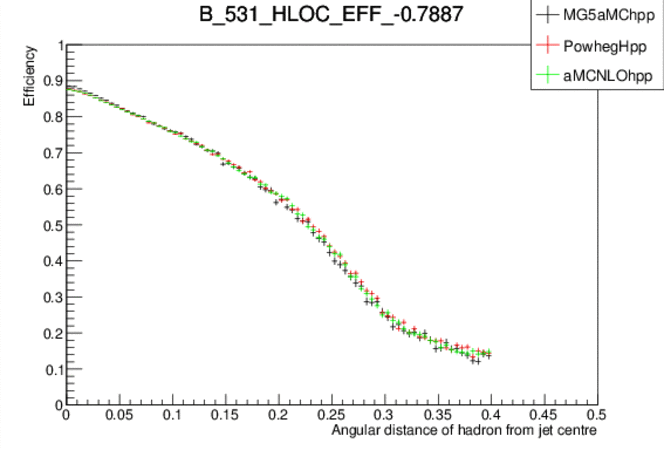 B_531_HLOC_EFF_-0.7887
MG5aMChpp
PowhegHpp
aMCNLOhpp
Efficiency
1
0.9
0.8
0.7
0.6
0.5
0.4
0.3
0.2
0.1
0
0 0.05 0.1 0.15 0.2 0.25 0.3 0.35 0.4 0.45 0.5
Angular distance of hadron from jet centre